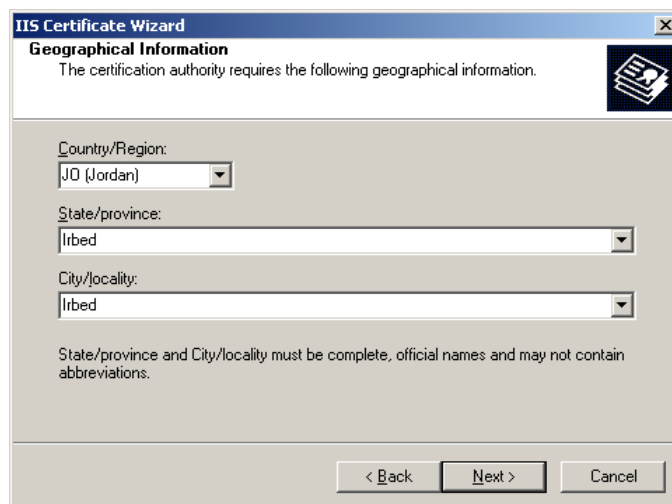 IIS Certificate Wizard
Geographical Information
The certification authority requires the following geographical information.
Country/Region:
JO (Jordan)
State/province:
Irbed
City/locality:
Irbed
State/province and City/locality must be complete, official names and may not contain
abbreviations.
< Back
Next >
Cancel